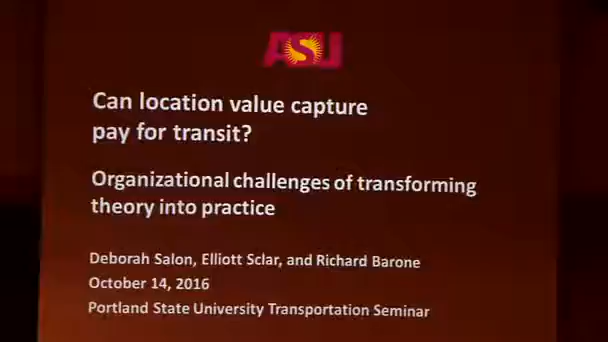 ASU
Can location value capture
pay for transit?
Organizational challenges of transforming
theory into practice
Deborah Salon, Elliott Sclar, and Richard Barone
October 14, 2016
Portland State University Transportation Seminar